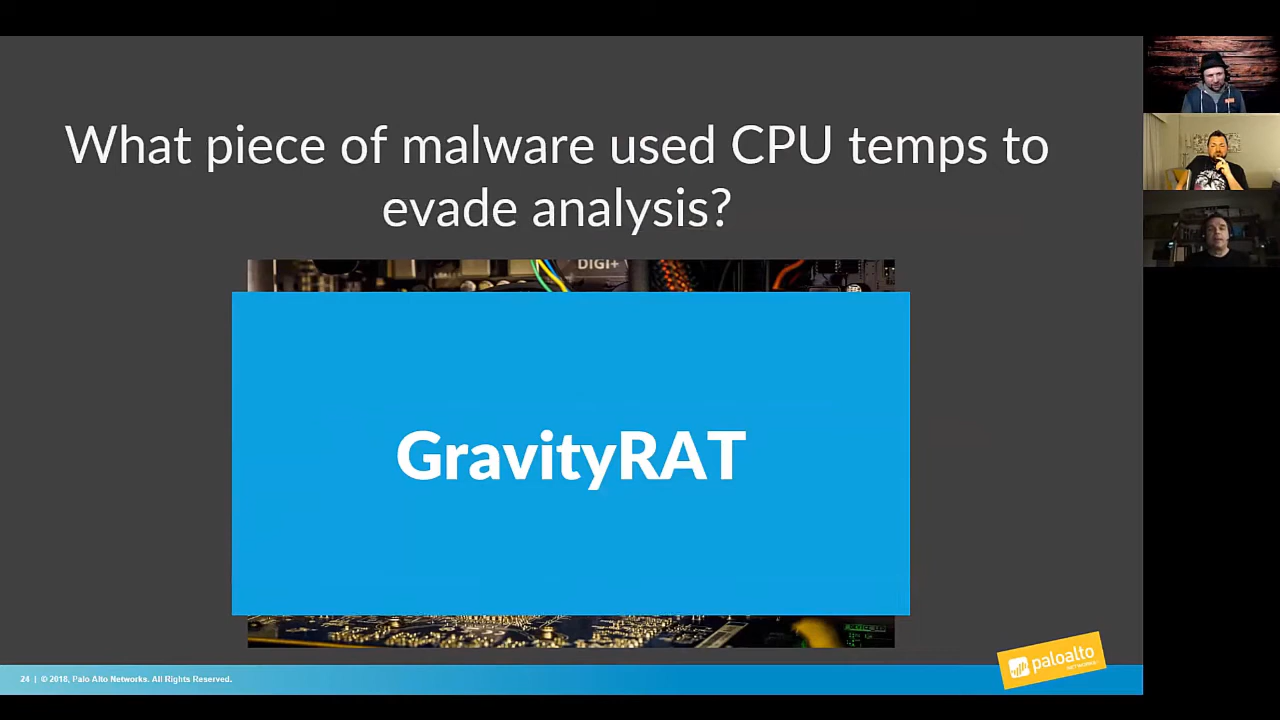 What piece of malware used CPU temps to
evade analysis?
DIGI+
GravityRAT
24 | © 2018, Palo Alto Networks. All Rights Reserved.
paloalto
NETWORKS